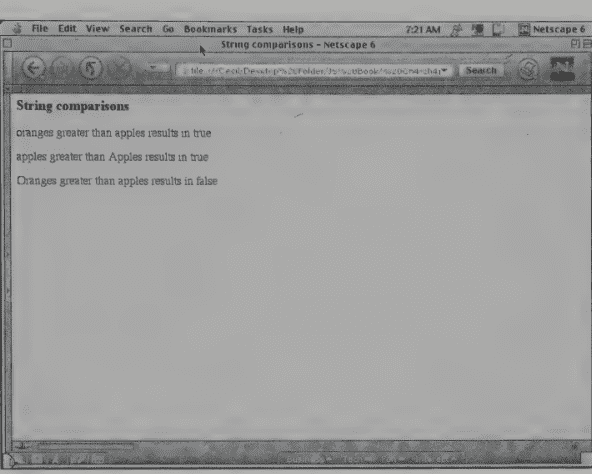 File Edit View Search Go Bookmarks Tasks Help 7:21 AM Netscape 6
String comparisons - Netscape 6
Search
String comparisons
oranges greater than apples results in true
apples greater than Apples results in true
Oranges greater than apples results in false